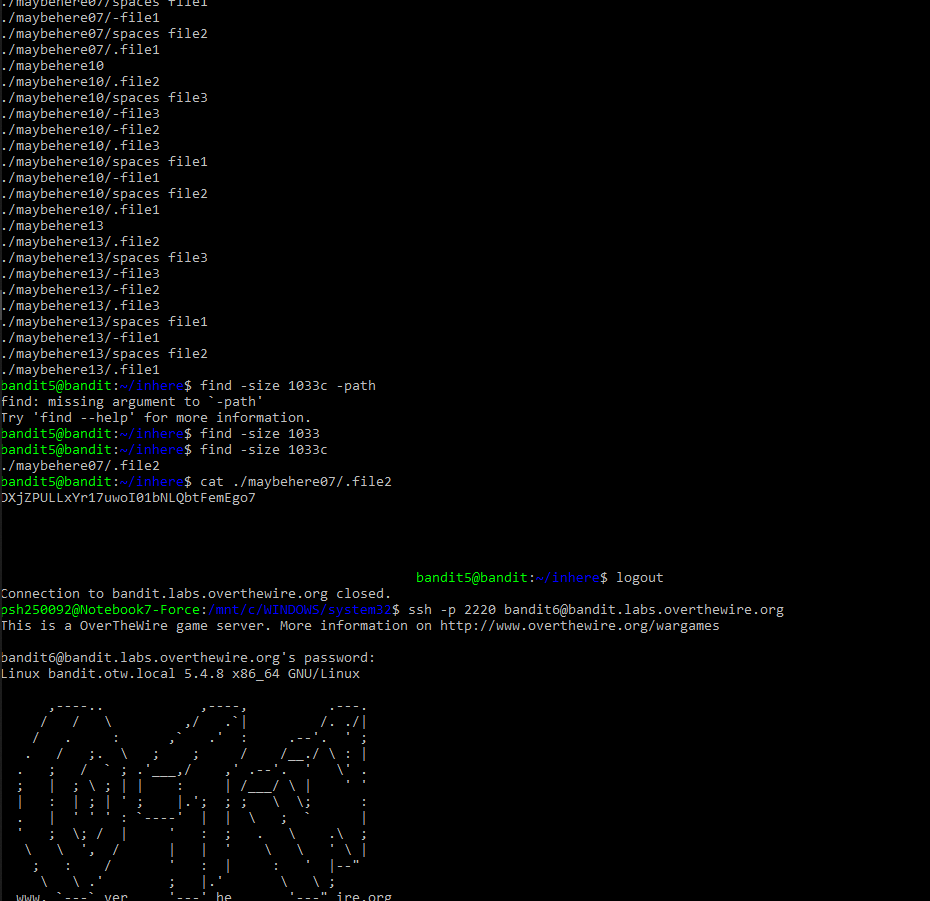 ./maybehere07/spaces file1
./maybehere07/-file1
./maybehere07/spaces file2
./maybehere07/.file1
./maybehere10
./maybehere10/.file2
./maybehere10/spaces file3
./maybehere10/-file3
./maybehere10/-file2
./maybehere10/.file3
./maybehere10/spaces file1
./maybehere10/-file1
./maybehere10/spaces file2
./maybehere10/.file1
./maybehere13
./maybehere13/.file2
./maybehere13/spaces file3
./maybehere13/-file3
./maybehere13/-file2
./maybehere13/.file3
./maybehere13/spaces file1
./maybehere13/-file1
./maybehere13/spaces file2
./maybehere13/.file1
bandit5@bandit:~/inhere$ find -size 1033c -path
find: missing argument to `-path'
Try 'find --help' for more information.
bandit5@bandit:~/inhere$ find -size 1033
bandit5@bandit:~/inhere$ find -size 1033c
./maybehere07/.file2
bandit5@bandit:~/inhere$ cat ./maybehere07/.file2
DXjZPULLxYr17uwoI01bNLQbtFemEgo7
bandit5@bandit:~/inhere$ logout
Connection to bandit.labs.overthewire.org closed.
psh250092@Notebook7-Force:/mnt/c/WINDOWS/system32$ ssh -p 2220 bandit6@bandit.labs.overthewire.org
This is a OverTheWire game server. More information on http://www.overthewire.org/wargames
bandit6@bandit.labs.overthewire.org's password:
Linux bandit.otw.local 5.4.8 x86_64 GNU/Linux
www. ver he ire.org